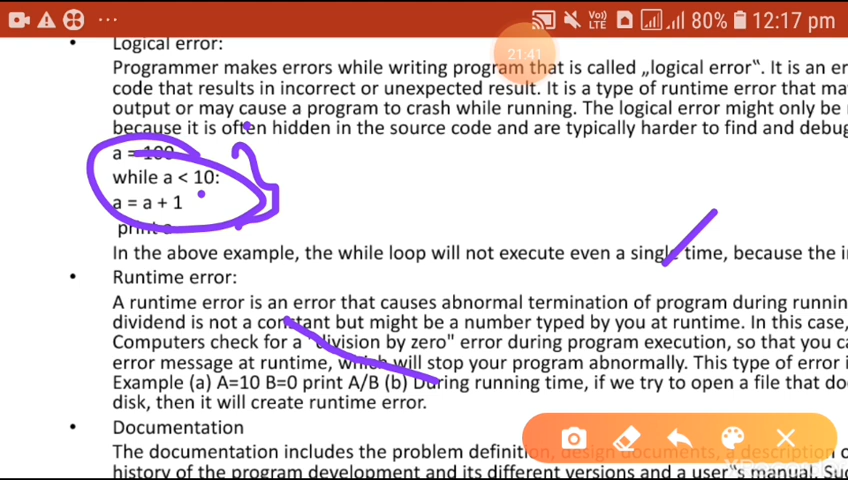 Vo)) LTE 80% 12:17 pm
21:41
• Logical error:
Programmer makes errors while writing program that is called „logical error‟. It is an er
code that results in incorrect or unexpected result. It is a type of runtime error that ma
output or may cause a program to crash while running. The logical error might only be
because it is often hidden in the source code and are typically harder to find and debug
a = 100
while a < 10:
a = a + 1
print a
In the above example, the while loop will not execute even a single time, because the in
• Runtime error:
A runtime error is an error that causes abnormal termination of program during runnin
dividend is not a constant but might be a number typed by you at runtime. In this case,
Computers check for a "division by zero" error during program execution, so that you ca
error message at runtime, which will stop your program abnormally. This type of error i
Example (a) A=10 B=0 print A/B (b) During running time, if we try to open a file that do
disk, then it will create runtime error.
• Documentation
The documentation includes the problem definition, design documents, a description o
history of the program development and its different versions and a user‟s manual. Suc